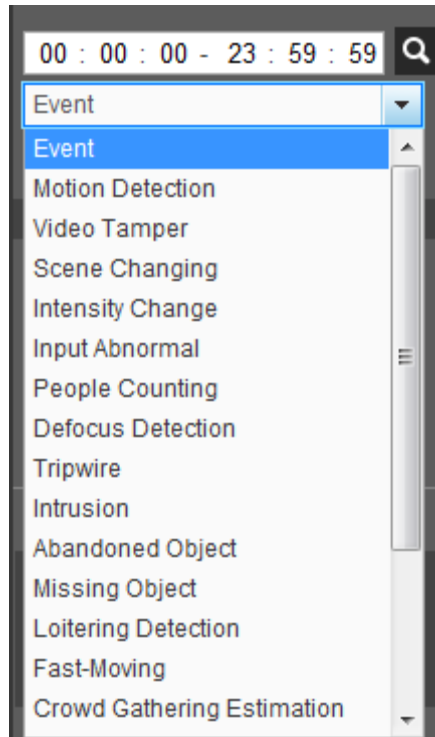 00 : 00 : 00 - 23 : 59 : 59
Event
Event
Motion Detection
Video Tamper
Scene Changing
Intensity Change
Input Abnormal
People Counting
Defocus Detection
Tripwire
Intrusion
Abandoned Object
Missing Object
Loitering Detection
Fast-Moving
Crowd Gathering Estimation